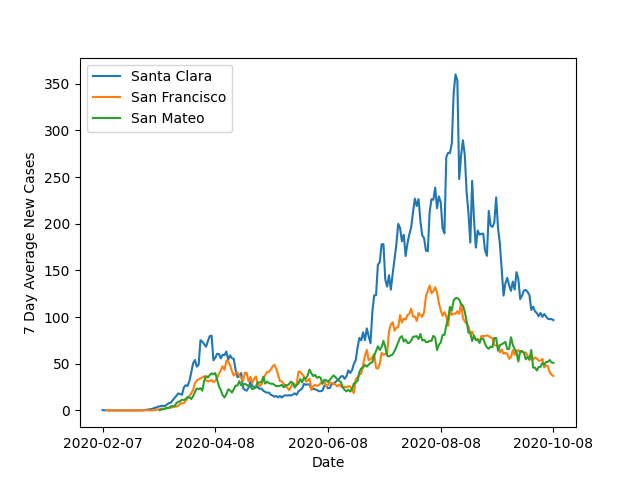 Santa Clara
San Francisco
San Mateo
350
300
250
200
150
100
50
0
7 Day Average New Cases
2020-02-07 2020-04-08 2020-06-08 2020-08-08 2020-10-08
Date